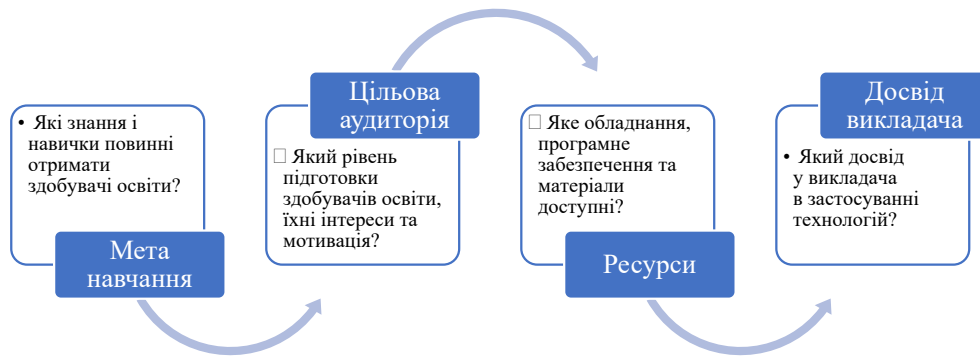 • Які знання і
навички повинні
отримати
здобувачі освіти?
Мета
навчання
Цільова
аудиторія
□ Який рівень
підготовки
здобувачів освіти,
їхні інтереси та
мотивація?
□ Яке обладнання,
програмне
забезпечення та
матеріали
доступні?
Ресурси
Досвід
викладача
• Який досвід
у викладача
в застосуванні
технологій?